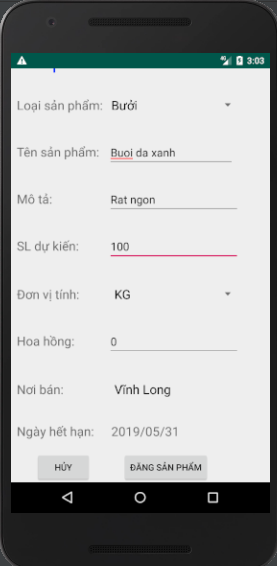 3:03
Loại sản phẩm: Bưởi
Tên sản phẩm: Buoi da xanh
Mô tả: Rat ngon
SL dự kiến: 100
Đơn vị tính: KG
Hoa hồng: 0
Nơi bán: Vĩnh Long
Ngày hết hạn: 2019/05/31
HỦY ĐĂNG SẢN PHẨM